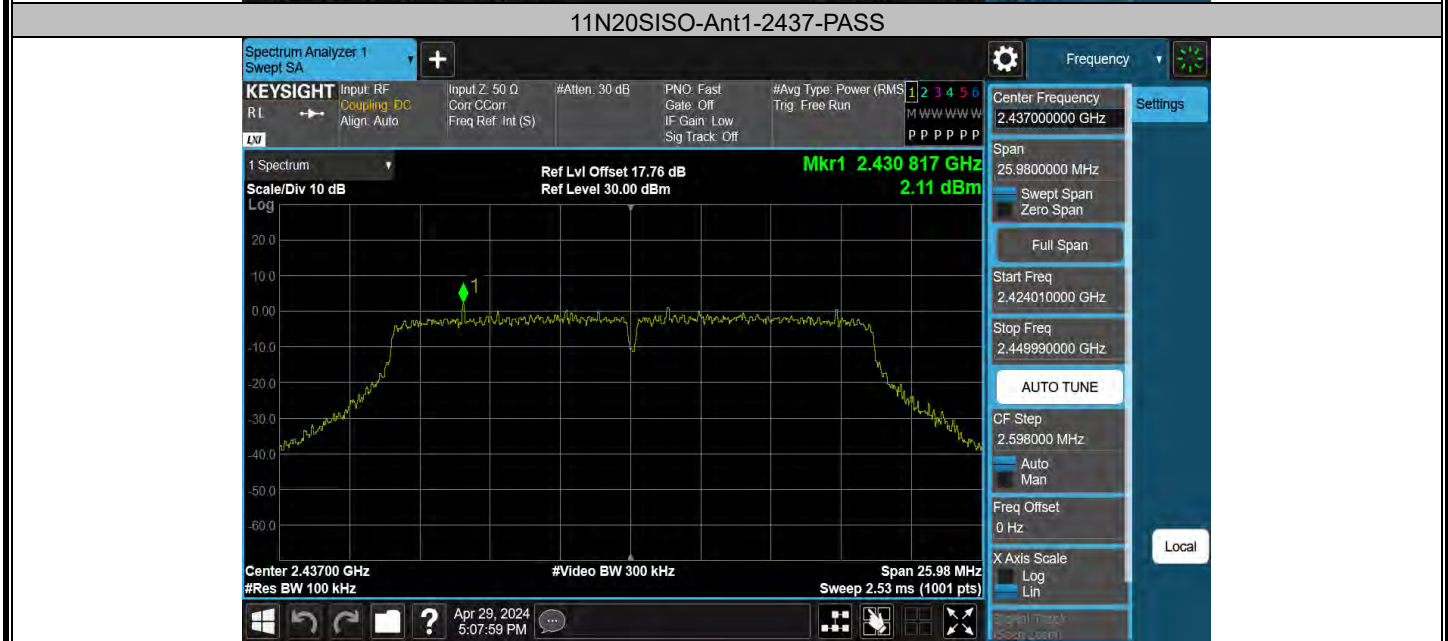 11N20SISO-Ant1-2437-PASS
Spectrum Analyzer 1
Swept SA
+
Frequency
KEYSIGHT
RL
LXI
Input: RF
Coupling: DC
Align: Auto
Input Z: 50 Ω
Corr CCorr
Freq Ref: Int (S)
#Atten: 30 dB
PNO: Fast
Gate: Off
IF Gain: Low
Sig Track: Off
#Avg Type: Power (RMS
Trig: Free Run
1 2 3 4 5 6
M W W W W W
P P P P P P
Center Frequency
2.437000000 GHz
Settings
Span
25.9800000 MHz
Swept Span
Zero Span
Full Span
Start Freq
2.424010000 GHz
Stop Freq
2.449990000 GHz
AUTO TUNE
CF Step
2.598000 MHz
Auto
Man
Freq Offset
0 Hz
X Axis Scale
Log
Lin
Local
1 Spectrum
Scale/Div 10 dB
Log
Ref Lvl Offset 17.76 dB
Ref Level 30.00 dBm
Mkr1 2.430 817 GHz
2.11 dBm
1
20.0
10.0
0.00
-10.0
-20.0
-30.0
-40.0
-50.0
-60.0
Center 2.43700 GHz
#Res BW 100 kHz
#Video BW 300 kHz
Span 25.98 MHz
Sweep 2.53 ms (1001 pts)
?
Apr 29, 2024
5:07:59 PM